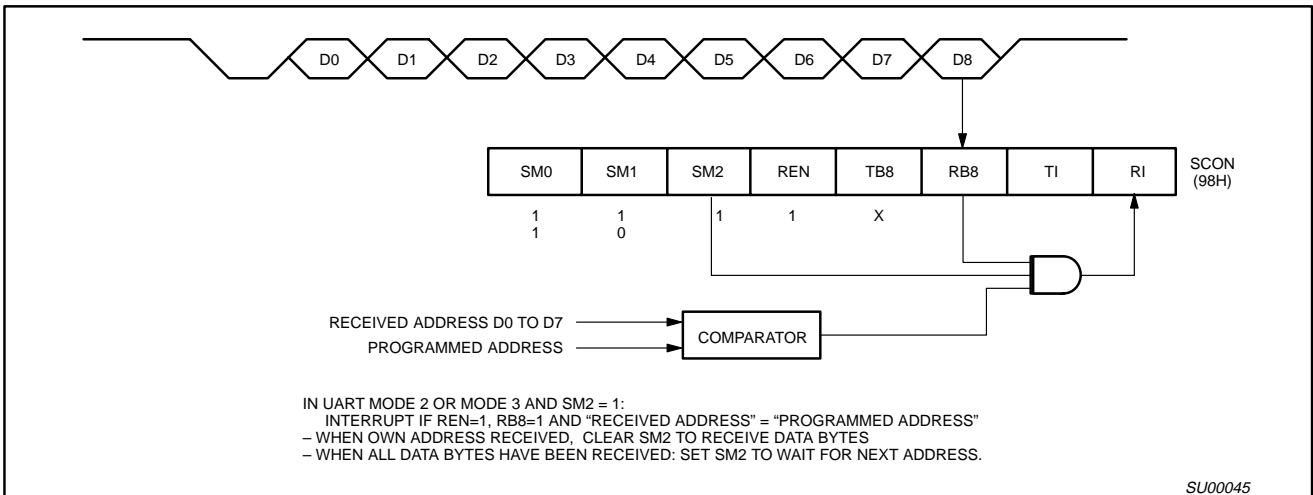 D0 D1 D2 D3 D4 D5 D6 D7 D8
SM0 SM1 SM2 REN TB8 RB8 TI RI
SCON
(98H)
1 1 1 1 X
1 0
RECEIVED ADDRESS D0 TO D7
PROGRAMMED ADDRESS
COMPARATOR
IN UART MODE 2 OR MODE 3 AND SM2 = 1:
INTERRUPT IF REN=1, RB8=1 AND “RECEIVED ADDRESS” = “PROGRAMMED ADDRESS”
– WHEN OWN ADDRESS RECEIVED, CLEAR SM2 TO RECEIVE DATA BYTES
– WHEN ALL DATA BYTES HAVE BEEN RECEIVED: SET SM2 TO WAIT FOR NEXT ADDRESS.
SU00045